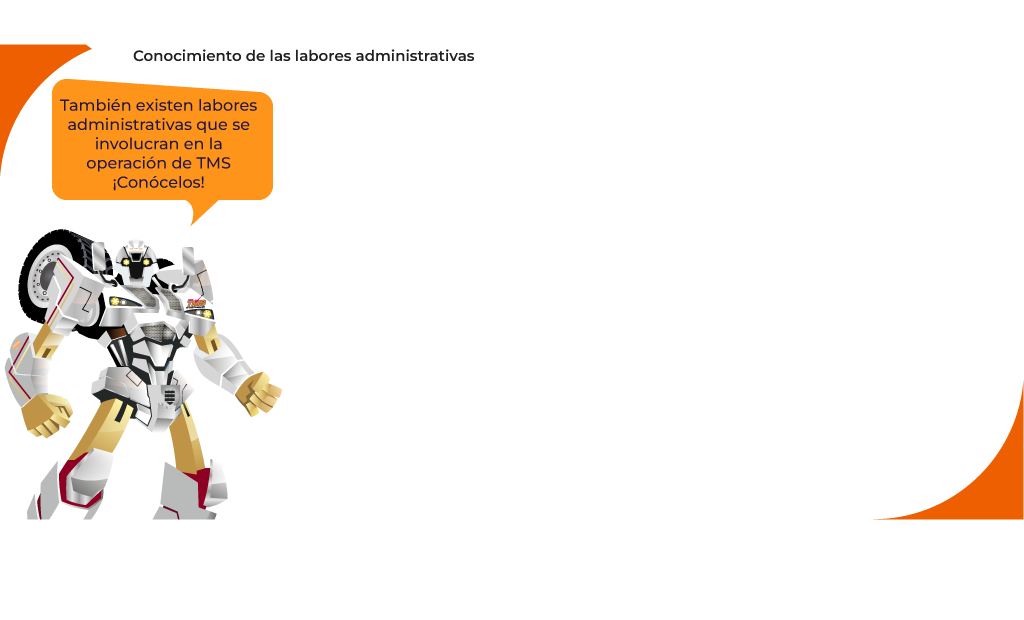 Conocimiento de las labores administrativas
También existen labores
administrativas que se
involucran en la
operación de TMS
¡Conócelos!